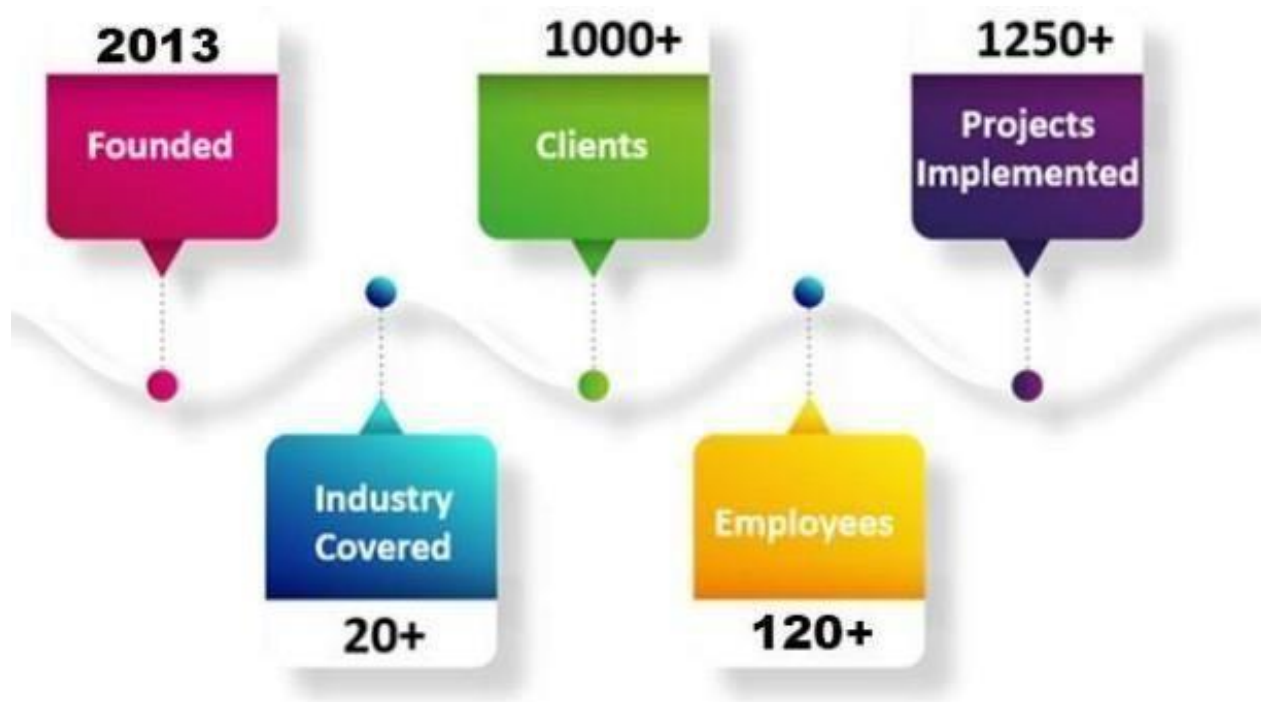 2013
Founded
Industry
Covered
20+
1000+
Clients
Employees
120+
1250+
Projects
Implemented